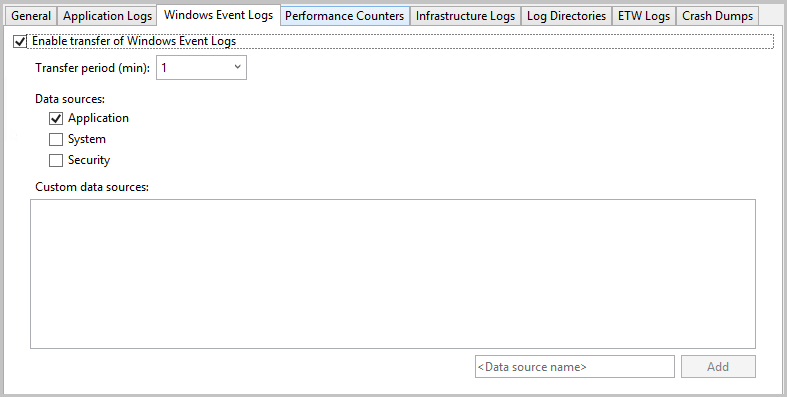 General Application Logs Windows Event Logs Performance Counters Infrastructure Logs Log Directories ETW Logs Crash Dumps
Enable transfer of Windows Event Logs
Transfer period (min): 1
Data sources:
Application
System
Security
Custom data sources:
<Data source name> Add